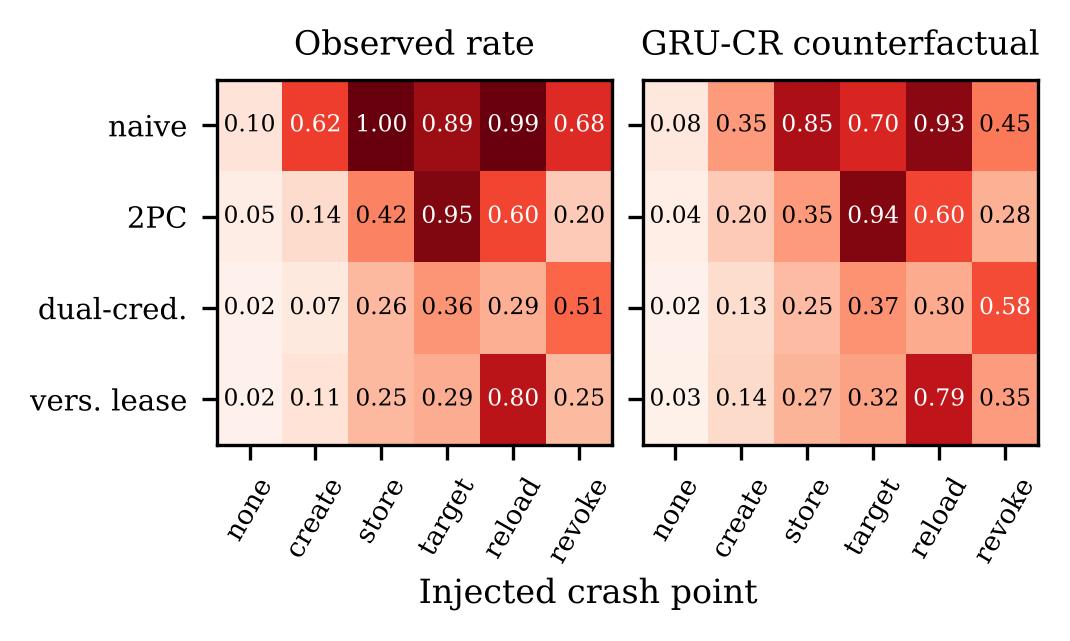 Observed rate GRU-CR counterfactual
naive 0.10 0.62 1.00 0.89 0.99 0.68 0.08 0.35 0.85 0.70 0.93 0.45
2PC 0.05 0.14 0.42 0.95 0.60 0.20 0.04 0.20 0.35 0.94 0.60 0.28
dual-cred. 0.02 0.07 0.26 0.36 0.29 0.51 0.02 0.13 0.25 0.37 0.30 0.58
vers. lease 0.02 0.11 0.25 0.29 0.80 0.25 0.03 0.14 0.27 0.32 0.79 0.35
none create store target reload revoke none create store target reload revoke
Injected crash point